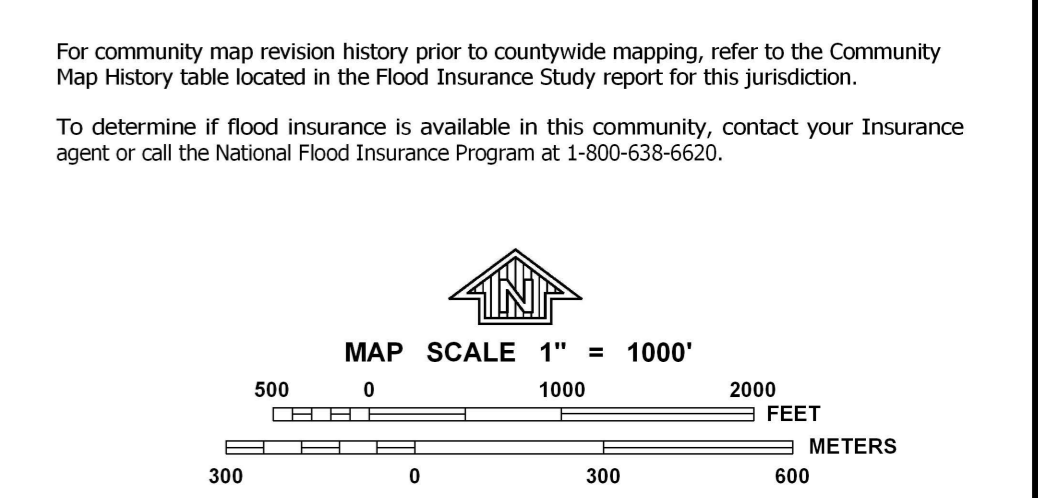 For community map revision history prior to countywide mapping, refer to the Community
Map History table located in the Flood Insurance Study report for this jurisdiction.
To determine if flood insurance is available in this community, contact your Insurance
agent or call the National Flood Insurance Program at 1-800-638-6620.
N
MAP SCALE 1" = 1000'
500 0 1000 2000
FEET
METERS
300 0 300 600